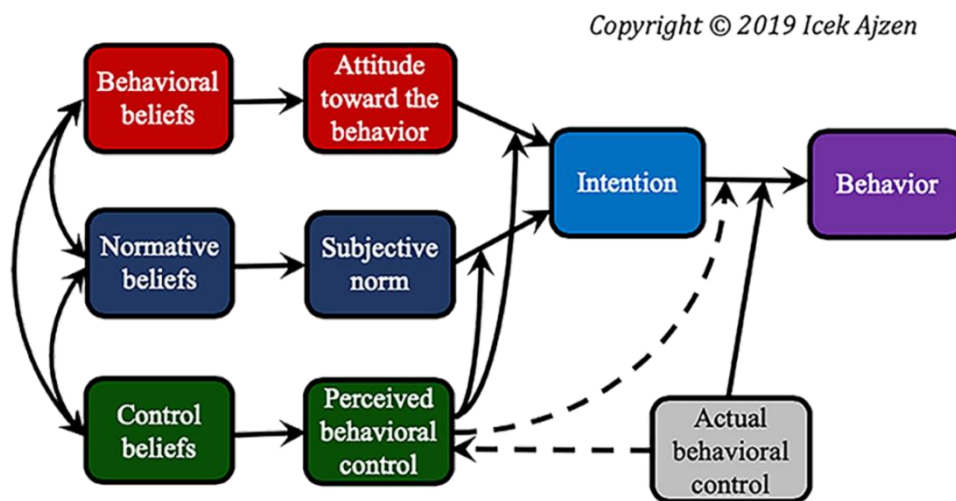 Copyright © 2019 Icek Ajzen
Behavioral
beliefs
Attitude
toward the
behavior
Intention
Behavior
Normative
beliefs
Subjective
norm
Control
beliefs
Perceived
behavioral
control
Actual
behavioral
control